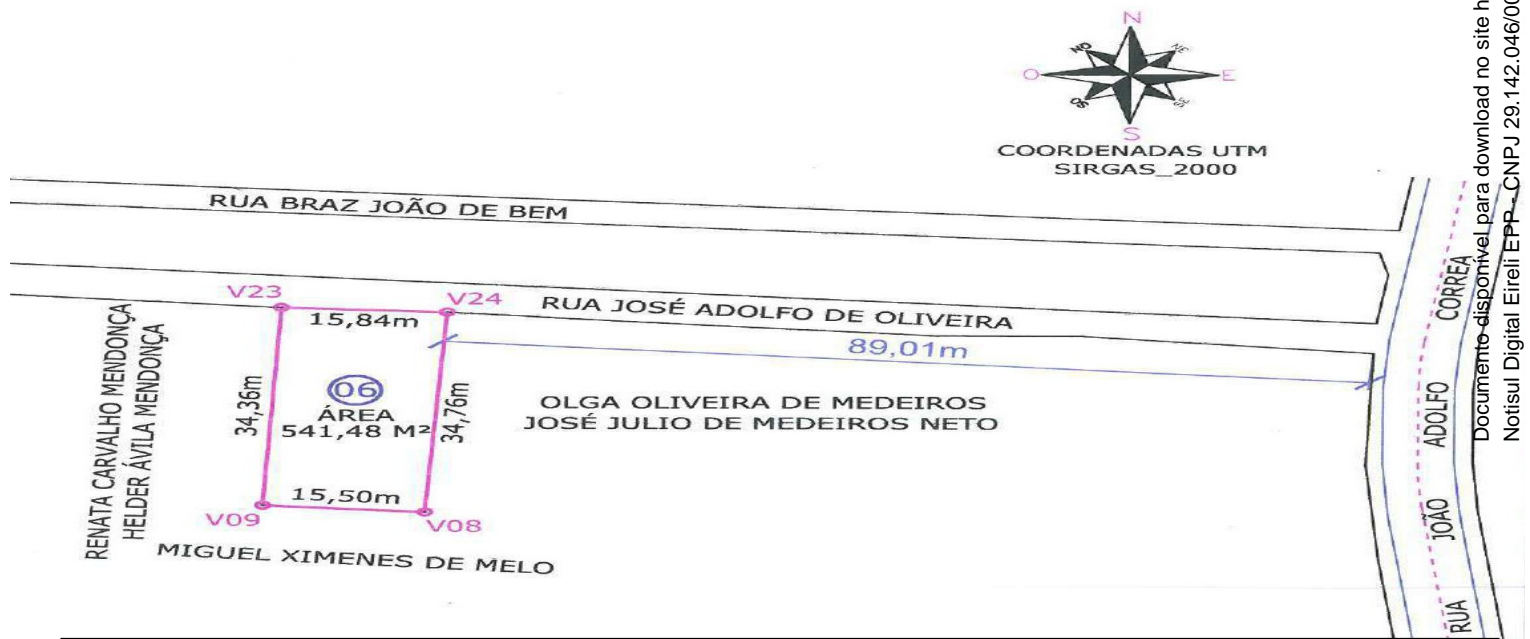 N
NO
NE
O
E
SO
SE
S
COORDENADAS UTM
SIRGAS_2000
RUA BRAZ JOÃO DE BEM
V23
V24
15,84m
RUA JOSÉ ADOLFO DE OLIVEIRA
89,01m
RENATA CARVALHO MENDONÇA
HELDER ÁVILA MENDONÇA
34,36m
06
ÁREA
541,48 M²
34,76m
OLGA OLIVEIRA DE MEDEIROS
JOSÉ JULIO DE MEDEIROS NETO
15,50m
V09
V08
MIGUEL XIMENES DE MELO
RUA JOÃO ADOLFO CORREA
Documento disponível para download no site h
Notisul Digital Eireli EPP - CNPJ 29.142.046/00